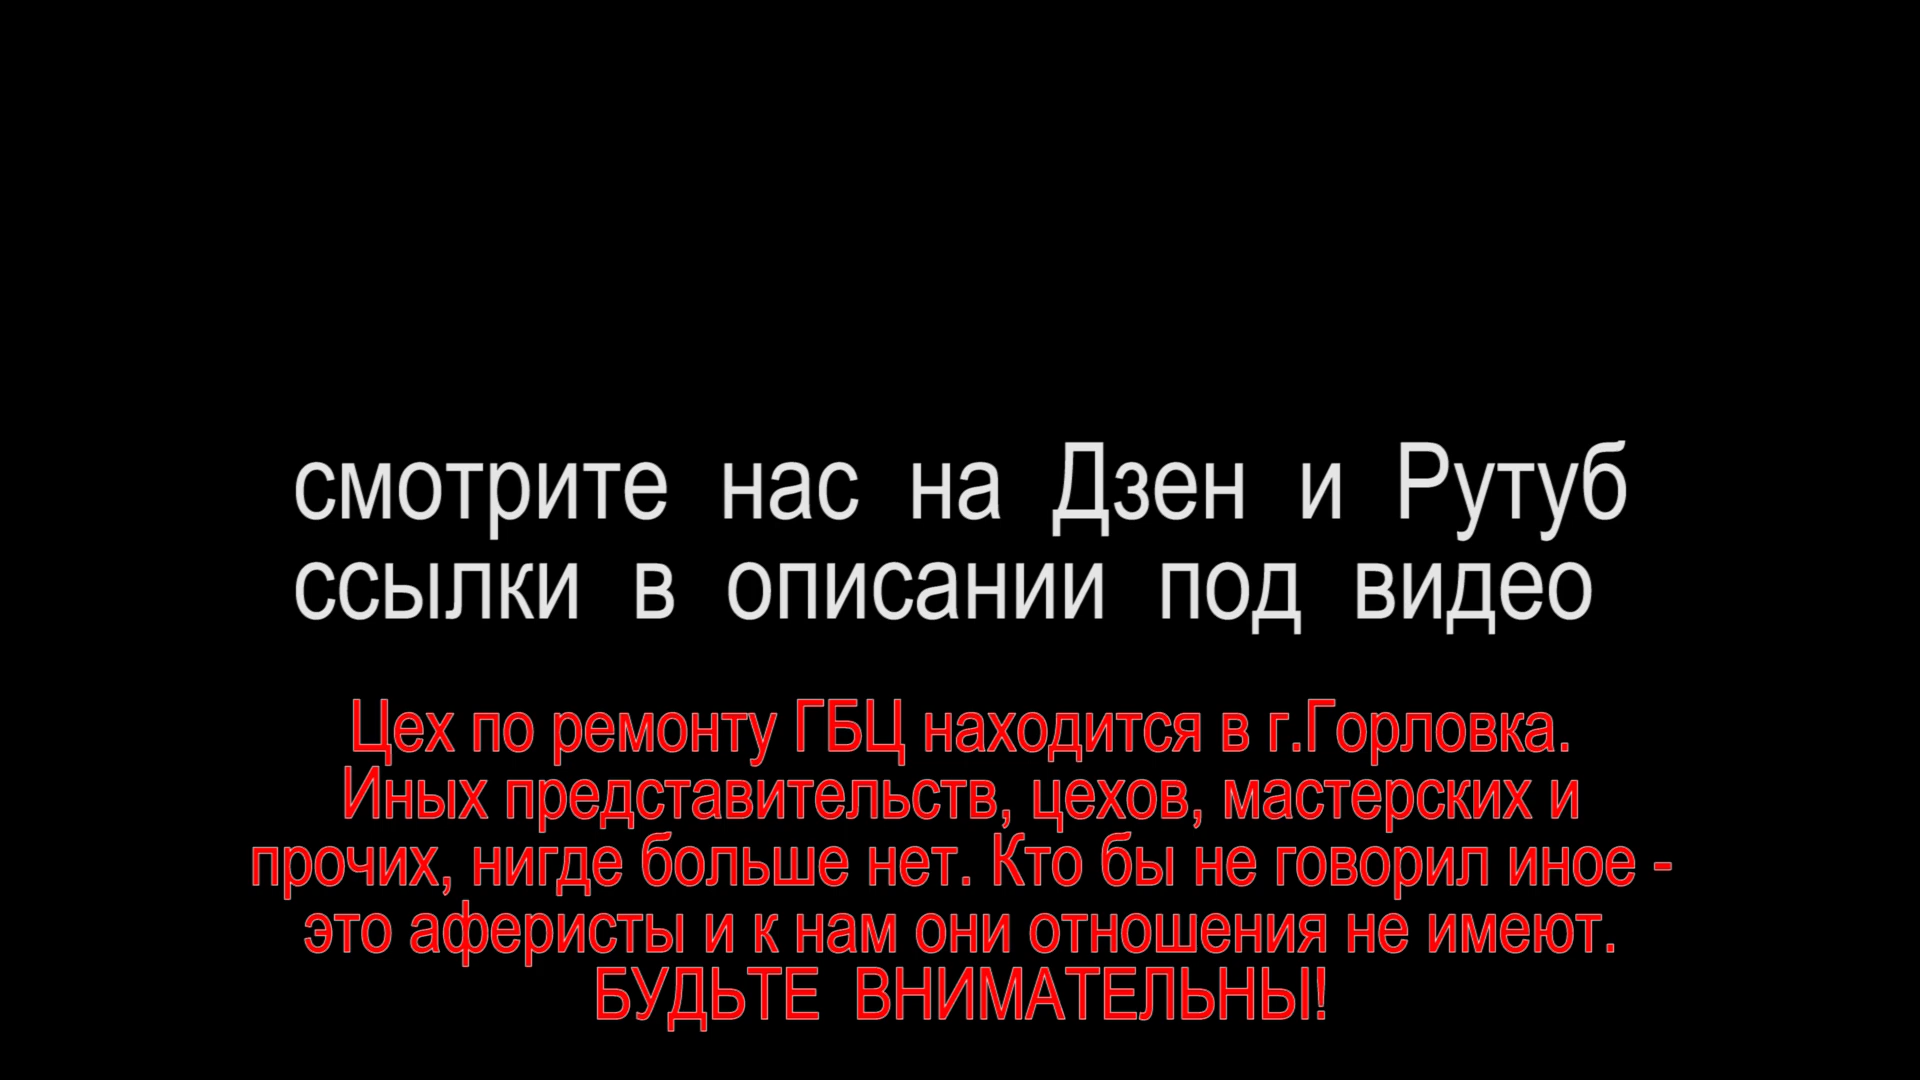 смотрите нас на Дзен и Рутуб
ссылки в описании под видео
Цех по ремонту ГБЦ находится в г.Горловка.
Иных представительств, цехов, мастерских и
прочих, нигде больше нет. Кто бы не говорил иное -
это аферисты и к нам они отношения не имеют.
БУДЬТЕ ВНИМАТЕЛЬНЫ!